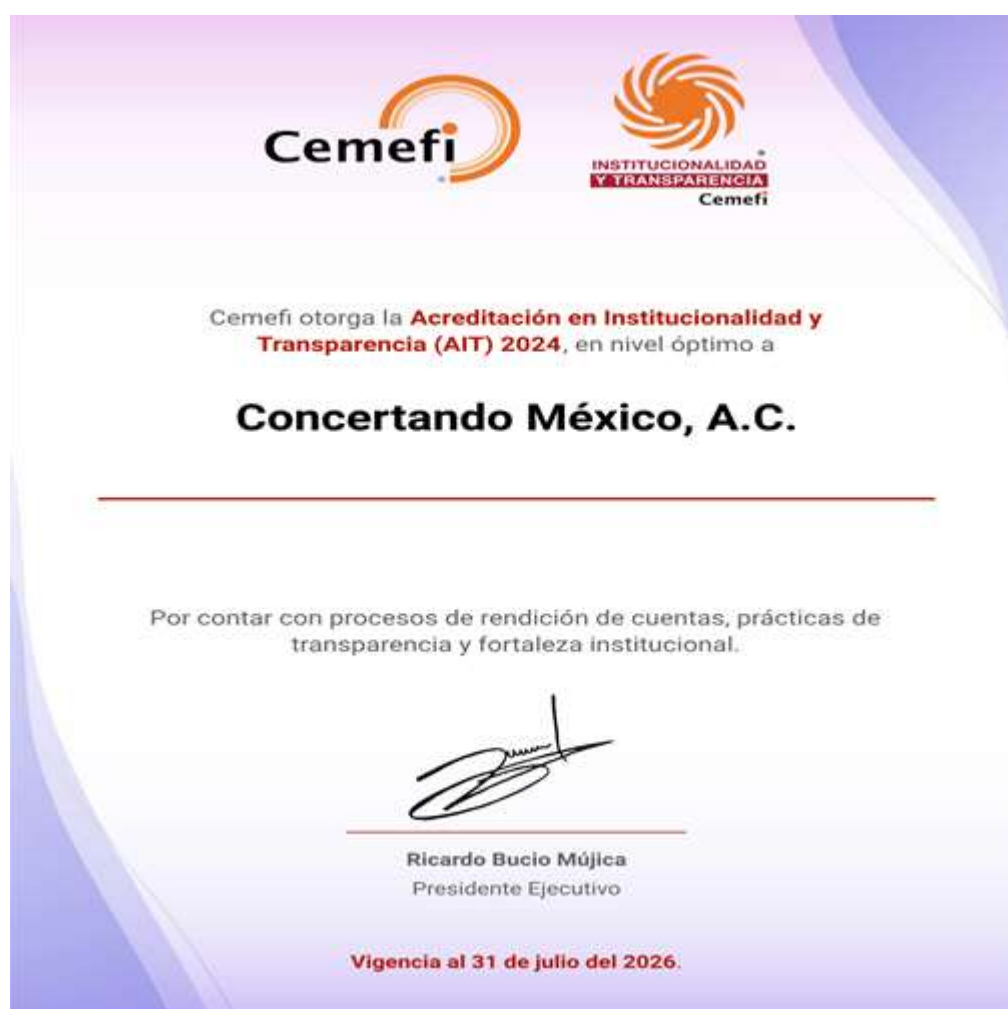 Cemefi
INSTITUCIONALIDAD
Y TRANSPARENCIA
Cemefi
Cemefi otorga la Acreditación en Institucionalidad y
Transparencia (AIT) 2024, en nivel óptimo a
Concertando México, A.C.
Por contar con procesos de rendición de cuentas, prácticas de
transparencia y fortaleza institucional.
Ricardo Bucio Mújica
Presidente Ejecutivo
Vigencia al 31 de julio del 2026.